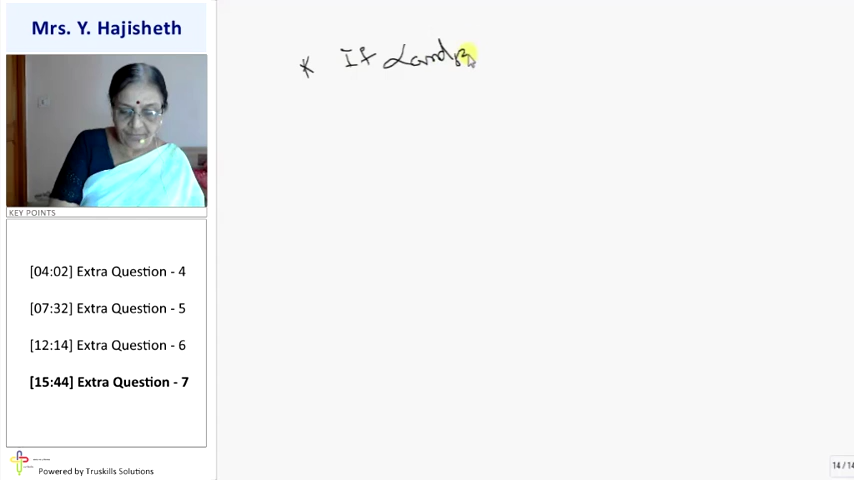 Mrs. Y. Hajisheth
* If α and β
KEY POINTS
[04:02] Extra Question - 4
[07:32] Extra Question - 5
[12:14] Extra Question - 6
[15:44] Extra Question - 7
Powered by Truskills Solutions
14 / 14